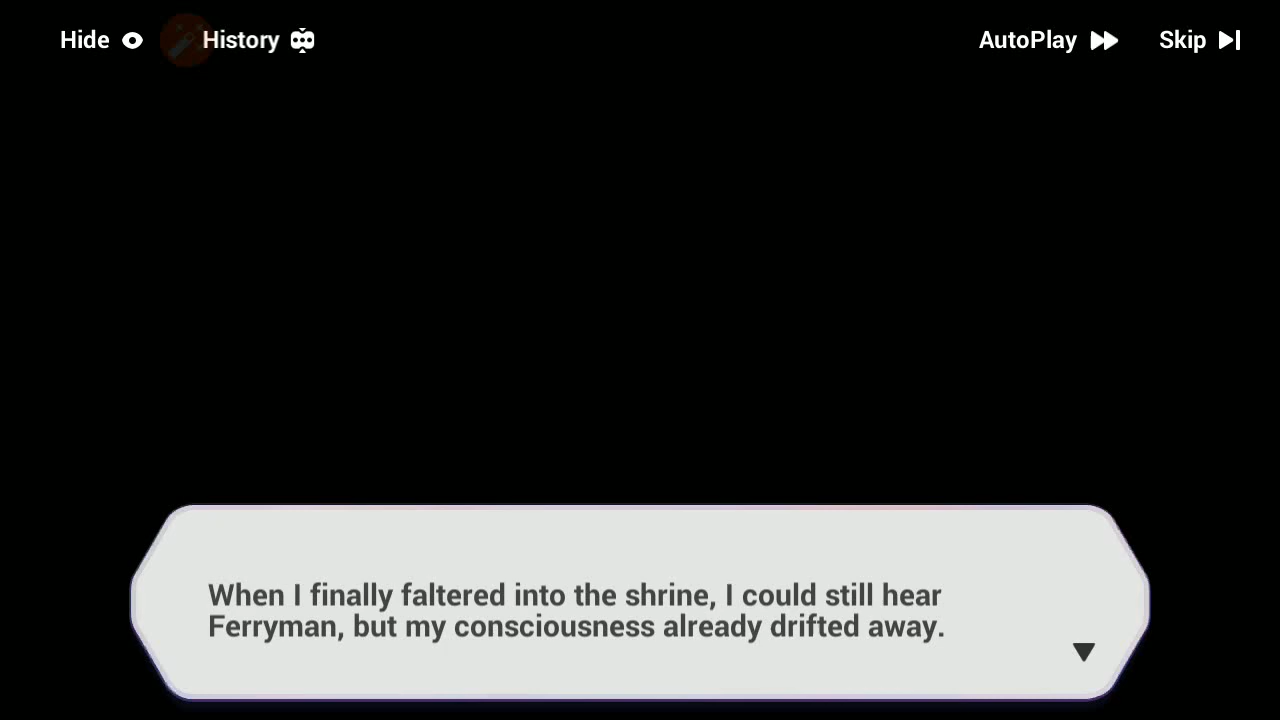 Hide
History
AutoPlay
Skip
When I finally faltered into the shrine, I could still hear
Ferryman, but my consciousness already drifted away.